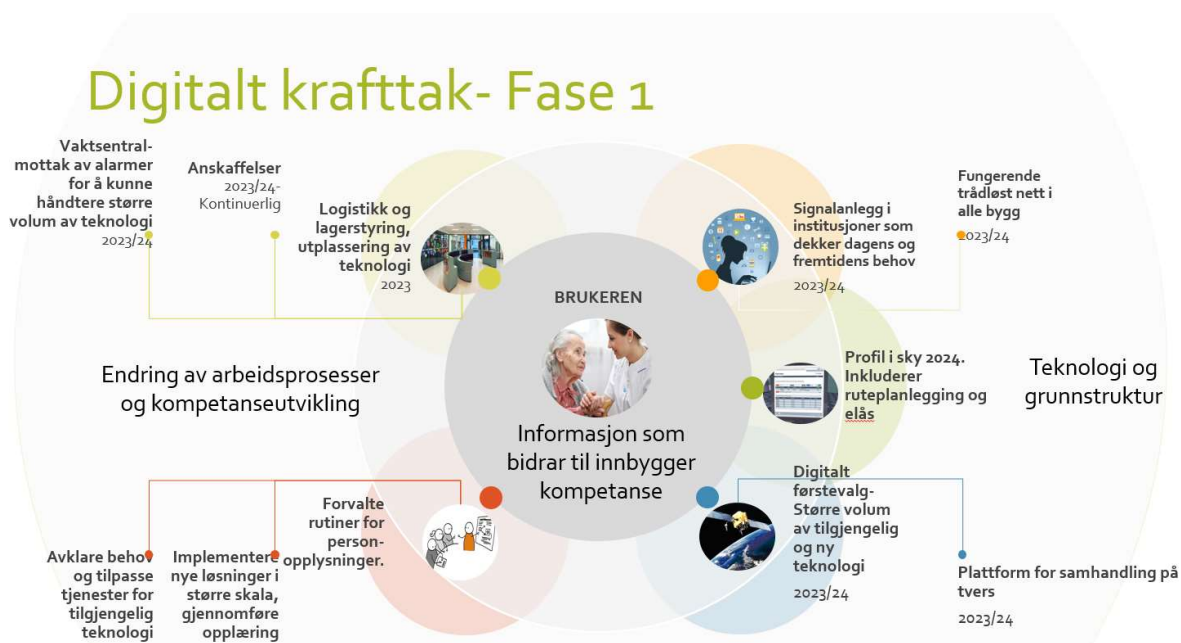 Digitalt krafttak- Fase 1
Vaktsentral-
mottak av alarmer
for å kunne
håndtere større
volum av teknologi
2023/24
Anskaffelser
2023/24-
Kontinuerlig
Logistikk og
lagerstyring,
utplassering av
teknologi
2023
Signalanlegg i
institusjoner som
dekker dagens og
fremtidens behov
2023/24
Fungerende
trådløst nett i
alle bygg
2023/24
BRUKEREN
Informasjon som
bidrar til innbygger
kompetanse
Endring av arbeidsprosesser
og kompetanseutvikling
Profil i sky 2024.
Inkluderer
ruteplanlegging og
elås
Teknologi og
grunnstruktur
Forvalte
rutiner for
person-
opplysninger.
Avklare behov
og tilpasse
tjenester for
tilgjengelig
teknologi
Implementere
nye løsninger i
større skala,
gjennomføre
opplæring
Digitalt
førstevalg-
Større volum
av tilgjengelig
og ny
teknologi
2023/24
Plattform for samhandling på
tvers
2023/24